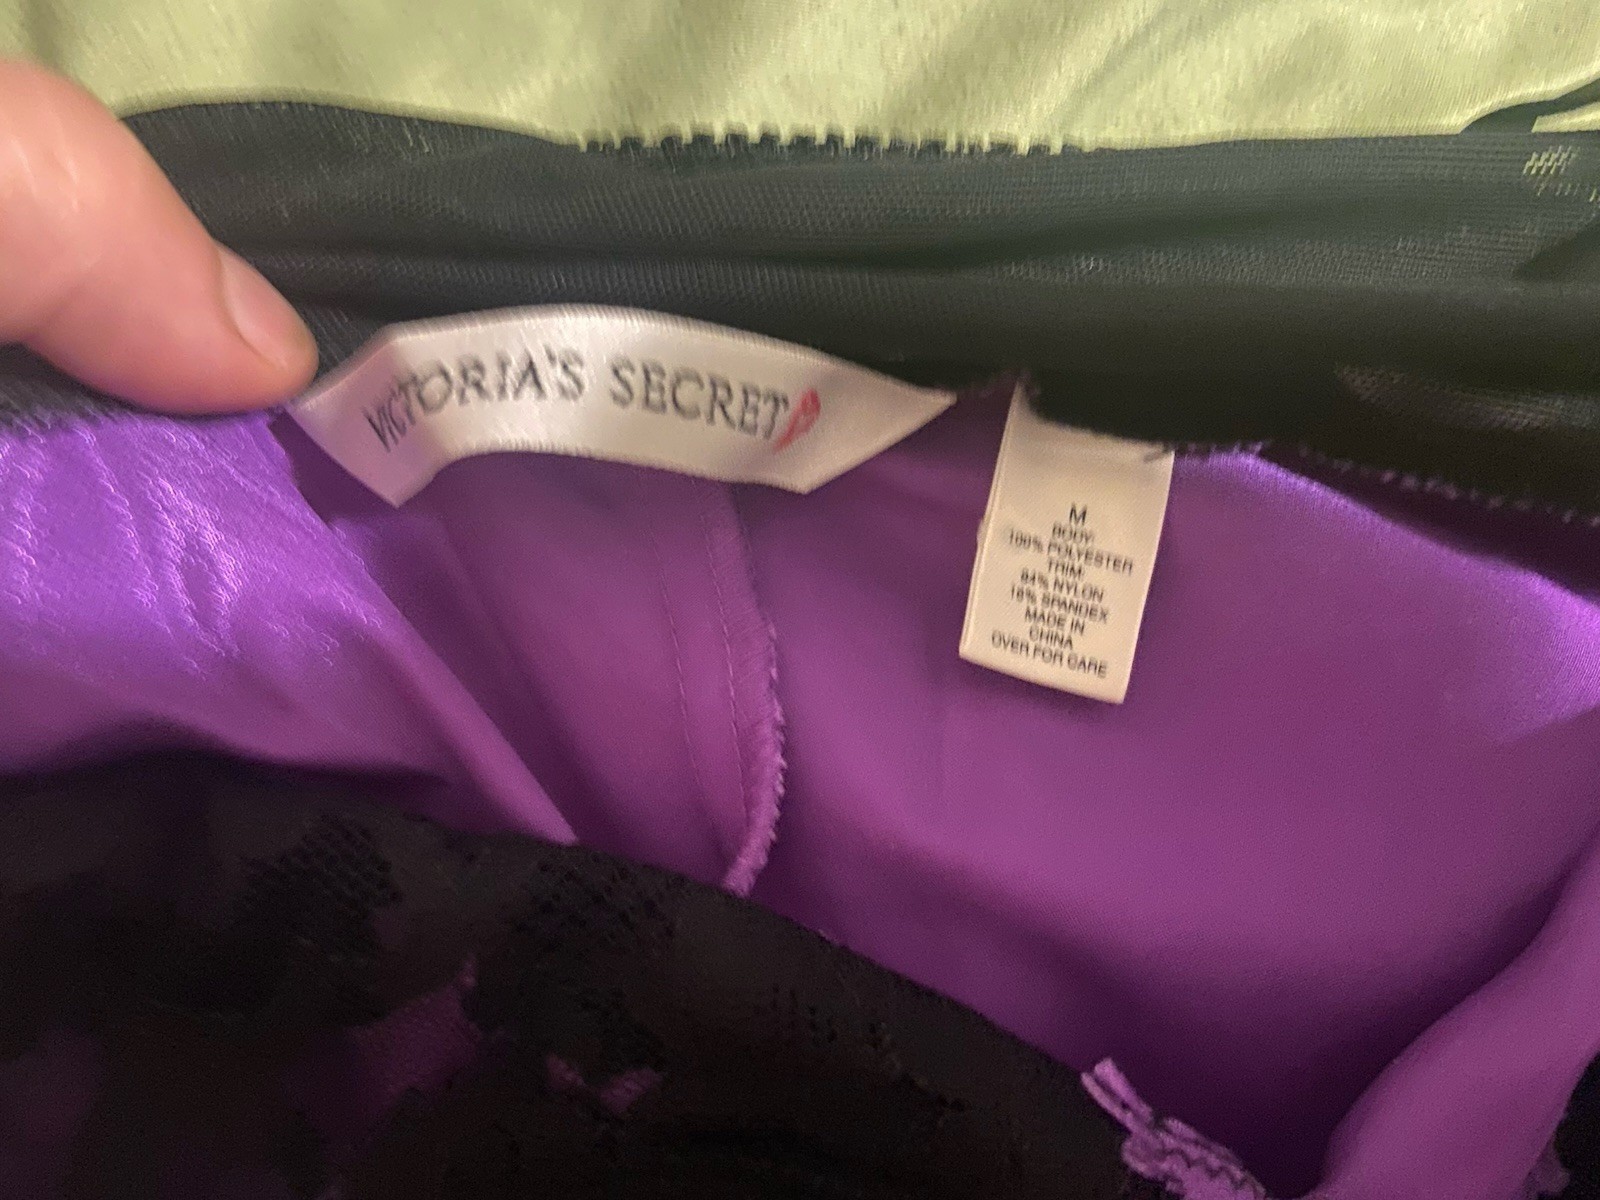 VICTORIA'S SECRET
M
BODY:
100% POLYESTER
TRIM:
84% NYLON
16% SPANDEX
MADE IN
CHINA
OVER FOR CARE